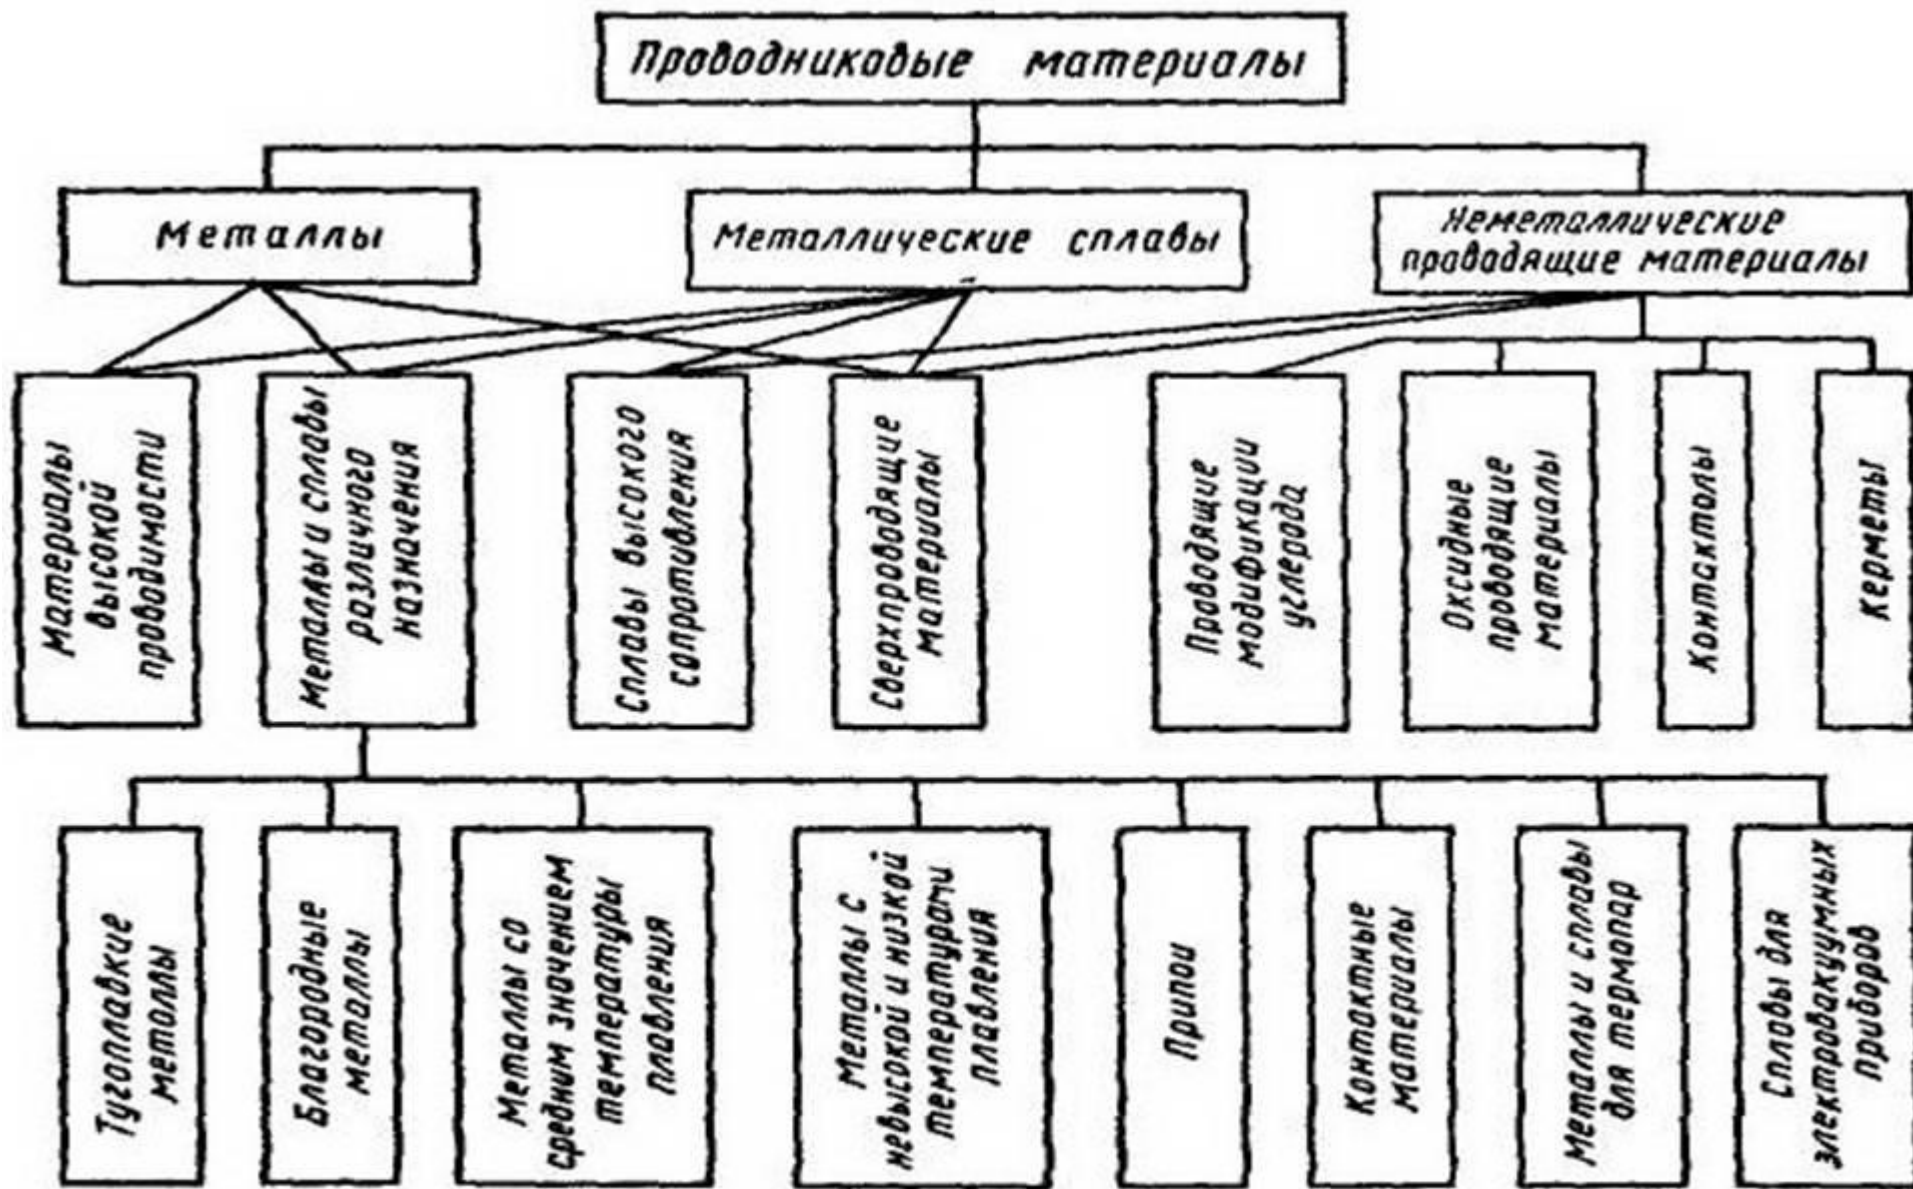 Проводниковые материалы
Металлы
Металлические сплавы
Неметаллические
проводящие материалы
Материалы
высокой
проводимости
Металлы и сплавы
различного
назначения
Сплавы высокого
сопротивления
Сверхпроводящие
материалы
Проводящие
модификации
углерода
Оксидные
проводящие
материалы
Контактолы
Керметы
Тугоплавкие
металлы
Благородные
металлы
Металлы со
средним значением
температуры
плавления
Металлы с
невысокой и низкой
температурами
плавления
Припои
Контактные
материалы
Металлы и сплавы
для термопар
Сплавы для
электровакуумных
приборов